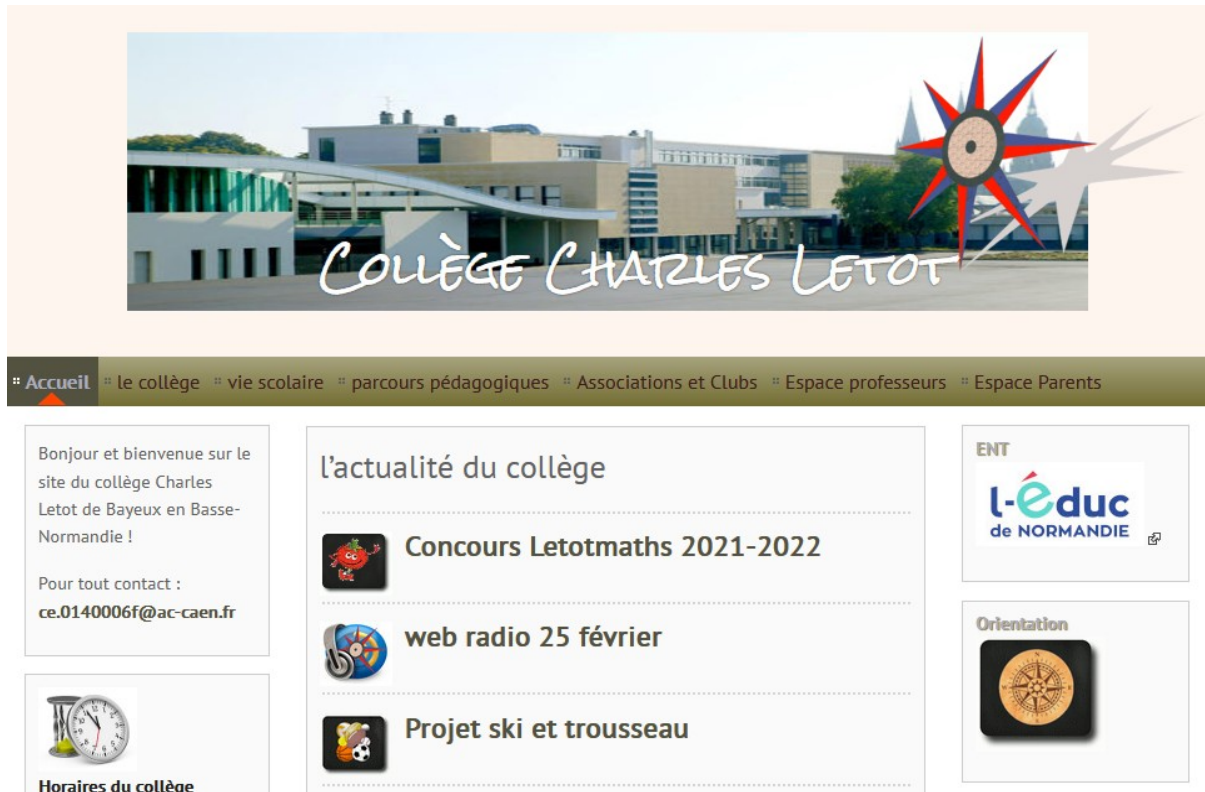 Collège Charles Letot
Accueil
le collège
vie scolaire
parcours pédagogiques
Associations et Clubs
Espace professeurs
Espace Parents
Bonjour et bienvenue sur le
site du collège Charles
Letot de Bayeux en Basse-
Normandie !
Pour tout contact :
ce.0140006f@ac-caen.fr
Horaires du collège
l'actualité du collège
Concours Letotmaths 2021-2022
web radio 25 février
Projet ski et trousseau
ENT
l-éduc
de NORMANDIE
Orientation